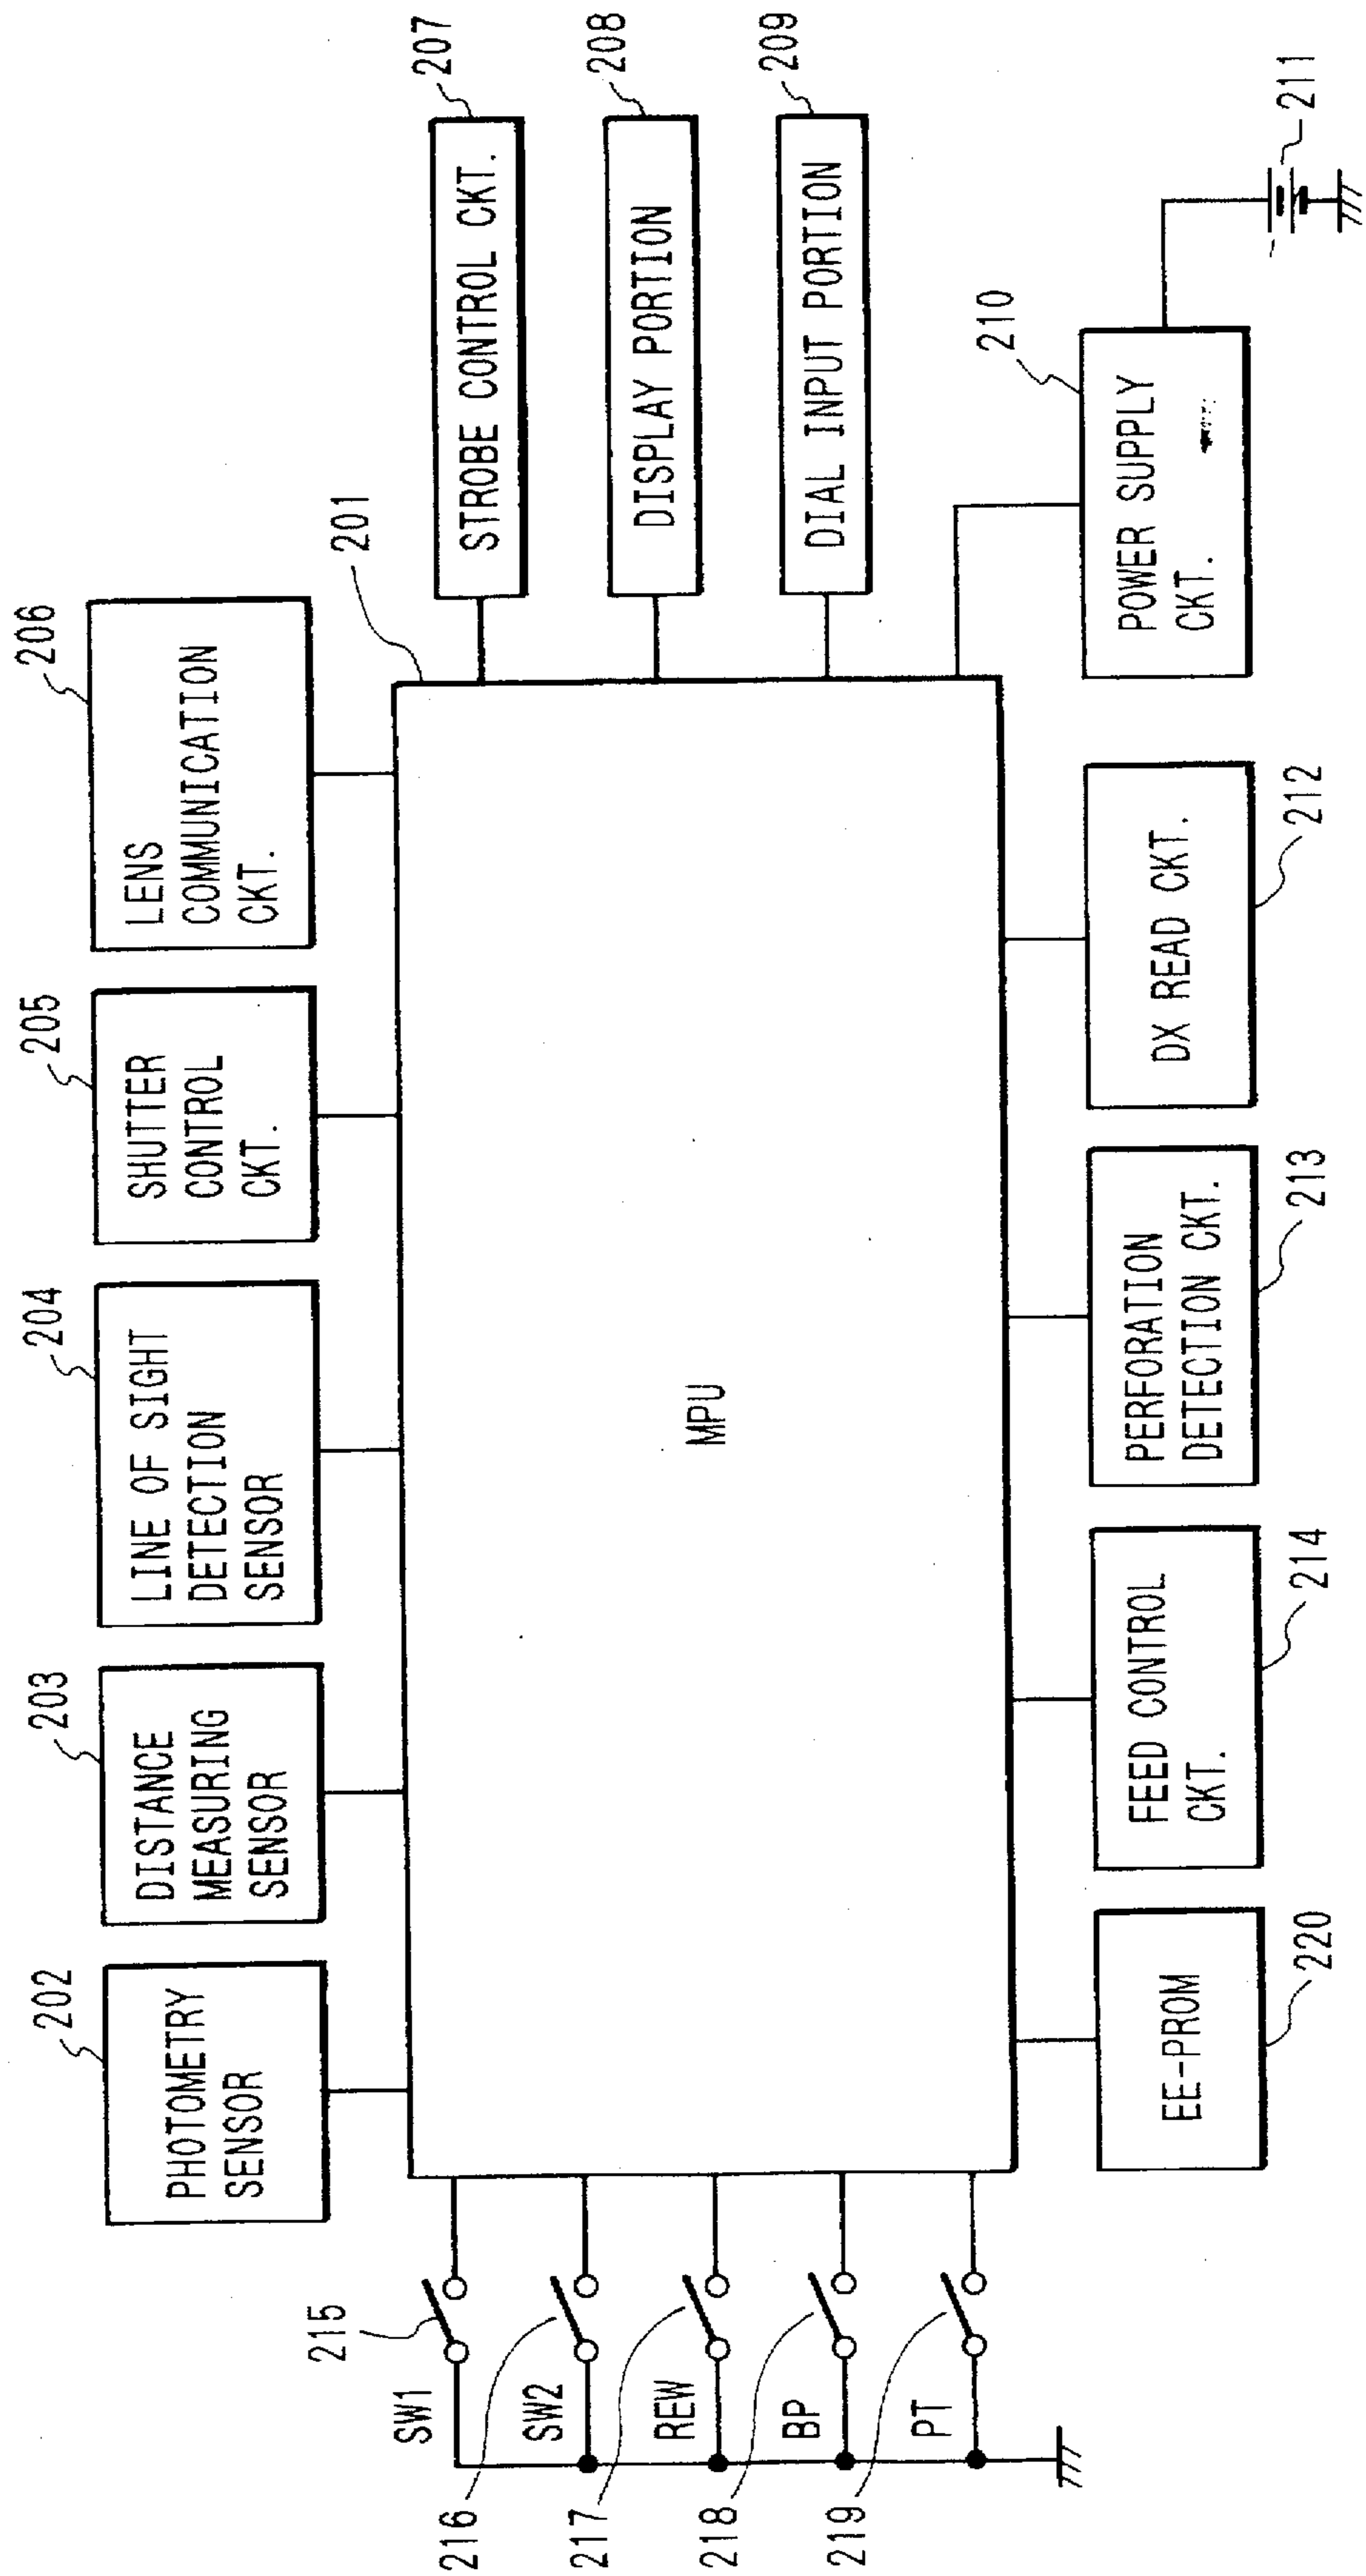 202
PHOTOMETRY
SENSOR
203
DISTANCE
MEASURING
SENSOR
204
LINE OF SIGHT
DETECTION
SENSOR
205
SHUTTER
CONTROL
CKT.
206
LENS
COMMUNICATION
CKT.
201
MPU
207
STROBE CONTROL CKT.
208
DISPLAY PORTION
209
DIAL INPUT PORTION
210
POWER SUPPLY
CKT.
211
215
SW1
216
SW2
217
REW
218
BP
219
PT
EE-PROM
220
FEED CONTROL
CKT.
214
PERFORATION
DETECTION CKT.
213
DX READ CKT.
212